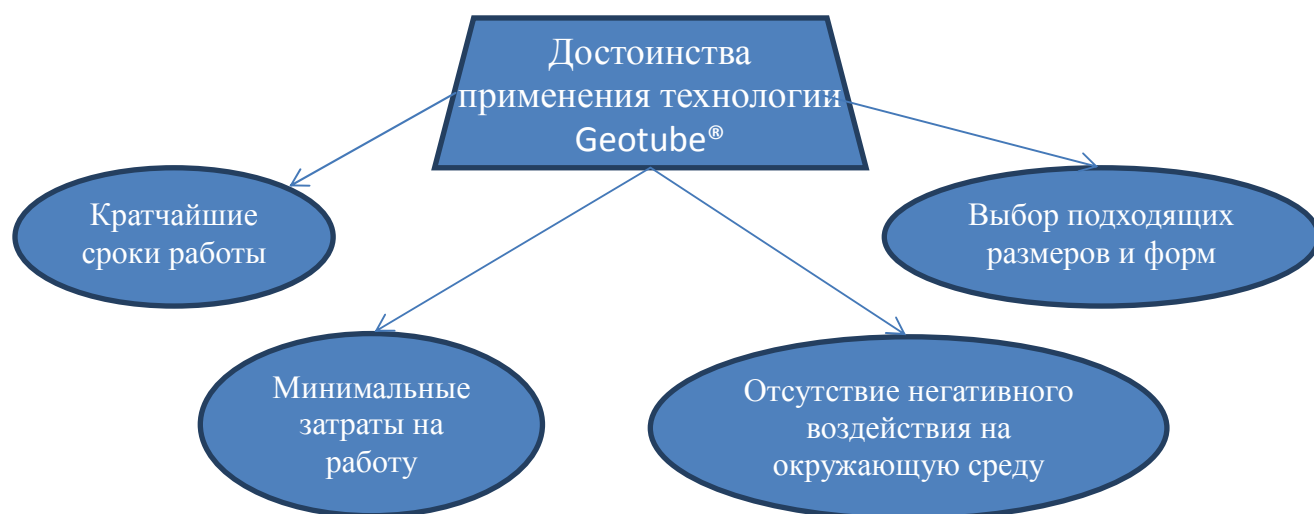 Достоинства
применения технологии
Geotube®
Кратчайшие
сроки работы
Выбор подходящих
размеров и форм
Минимальные
затраты на
работу
Отсутствие негативного
воздействия на
окружающую среду